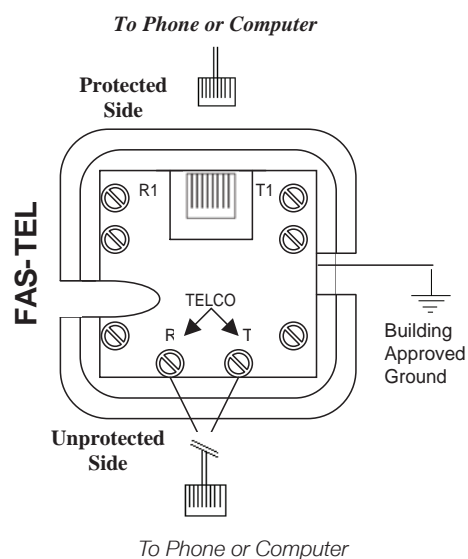 To Phone or Computer
Protected
Side
R1
T1
FAS-TEL
TELCO
R
T
Building
Approved
Ground
Unprotected
Side
To Phone or Computer